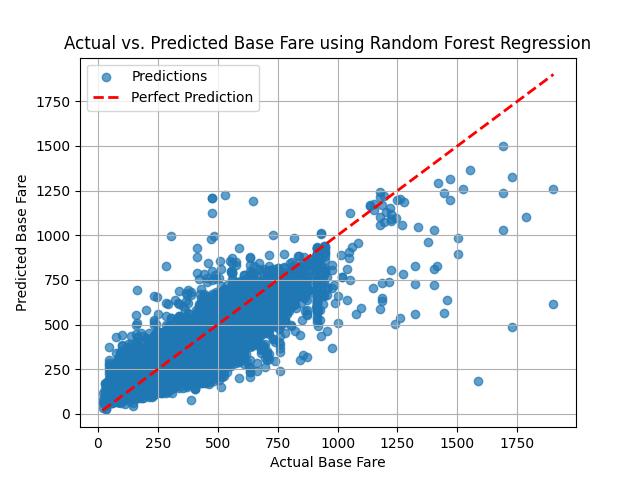 Actual vs. Predicted Base Fare using Random Forest Regression
Predictions
Perfect Prediction
1750
1500
1250
1000
750
500
250
0
Predicted Base Fare
0 250 500 750 1000 1250 1500 1750
Actual Base Fare